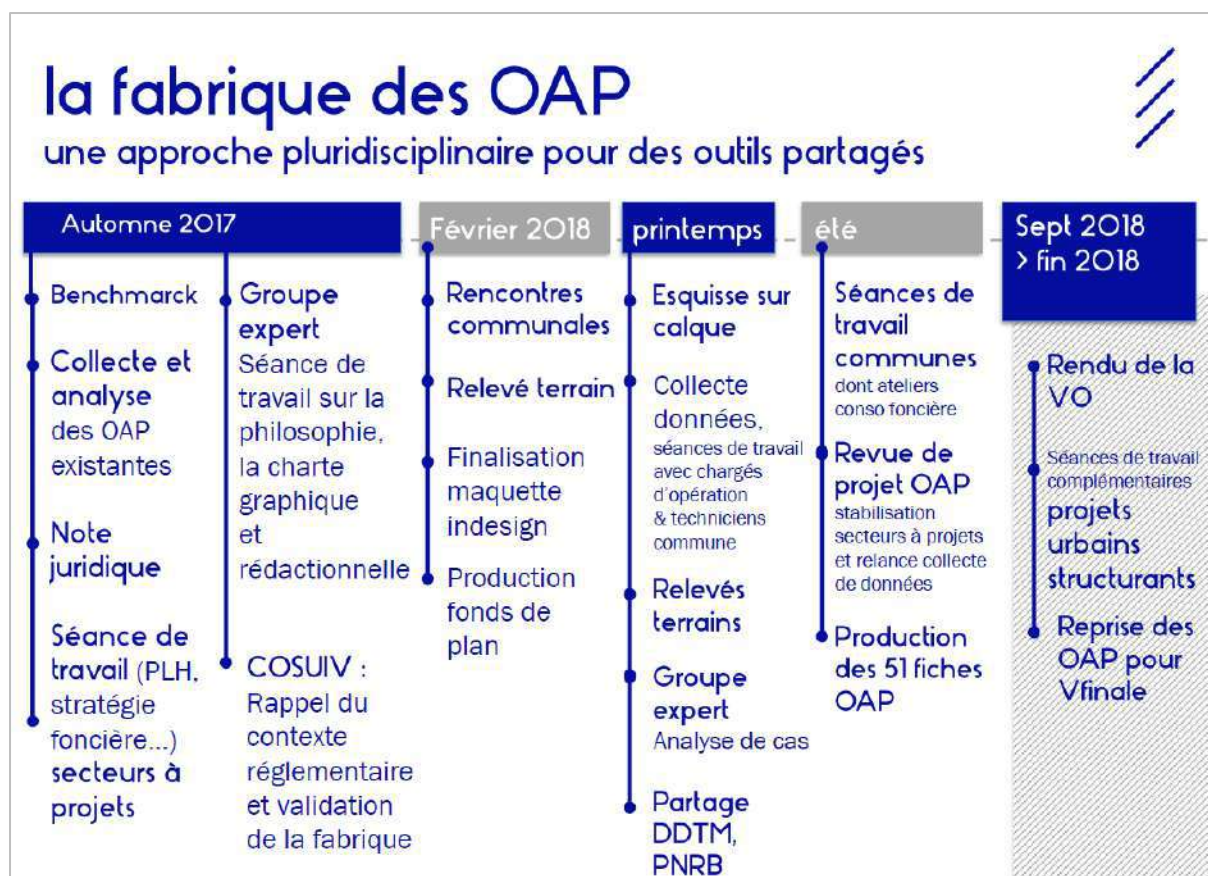 la fabrique des OAP
une approche pluridisciplinaire pour des outils partagés
Automne 2017
Benchmarck
Collecte et
analyse
des OAP
existantes
Note
juridique
Séance de
travail (PLH,
stratégie
foncière...)
secteurs à
projets
Groupe
expert
Séance de
travail sur la
philosophie,
la charte
graphique
et
rédactionnelle
COSUIV :
Rappel du
contexte
réglementaire
et validation
de la fabrique
Février 2018
Rencontres
communales
Relevé terrain
Finalisation
maquette
indesign
Production
fonds de
plan
printemps
Esquisse sur
calque
Collecte
données,
séances de travail
avec chargés
d'opération
& techniciens
commune
Relevés
terrains
Groupe
expert
Analyse de cas
Partage
DDTM,
PNRB
été
Séances de
travail
communes
dont ateliers
conso foncière
Revue de
projet OAP
stabilisation
secteurs à projets
et relance collecte
de données
Production
des 51 fiches
OAP
Sept 2018
> fin 2018
Rendu de la
VO
Séances de travail
complémentaires
projets
urbains
structurants
Reprise des
OAP pour
Vfinale